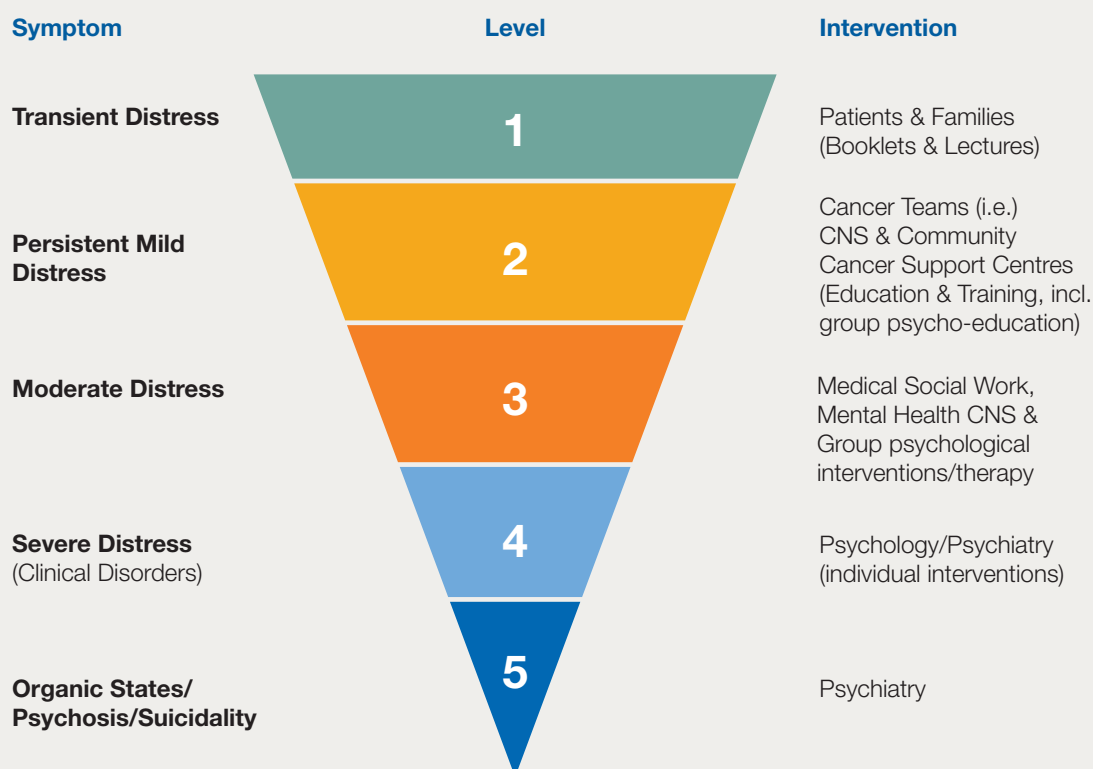 Symptom
Level
Intervention
Transient Distress
1
Patients & Families
(Booklets & Lectures)
Persistent Mild
Distress
2
Cancer Teams (i.e.)
CNS & Community
Cancer Support Centres
(Education & Training, incl.
group psycho-education)
Moderate Distress
3
Medical Social Work,
Mental Health CNS &
Group psychological
interventions/therapy
Severe Distress
(Clinical Disorders)
4
Psychology/Psychiatry
(individual interventions)
Organic States/
Psychosis/Suicidality
5
Psychiatry